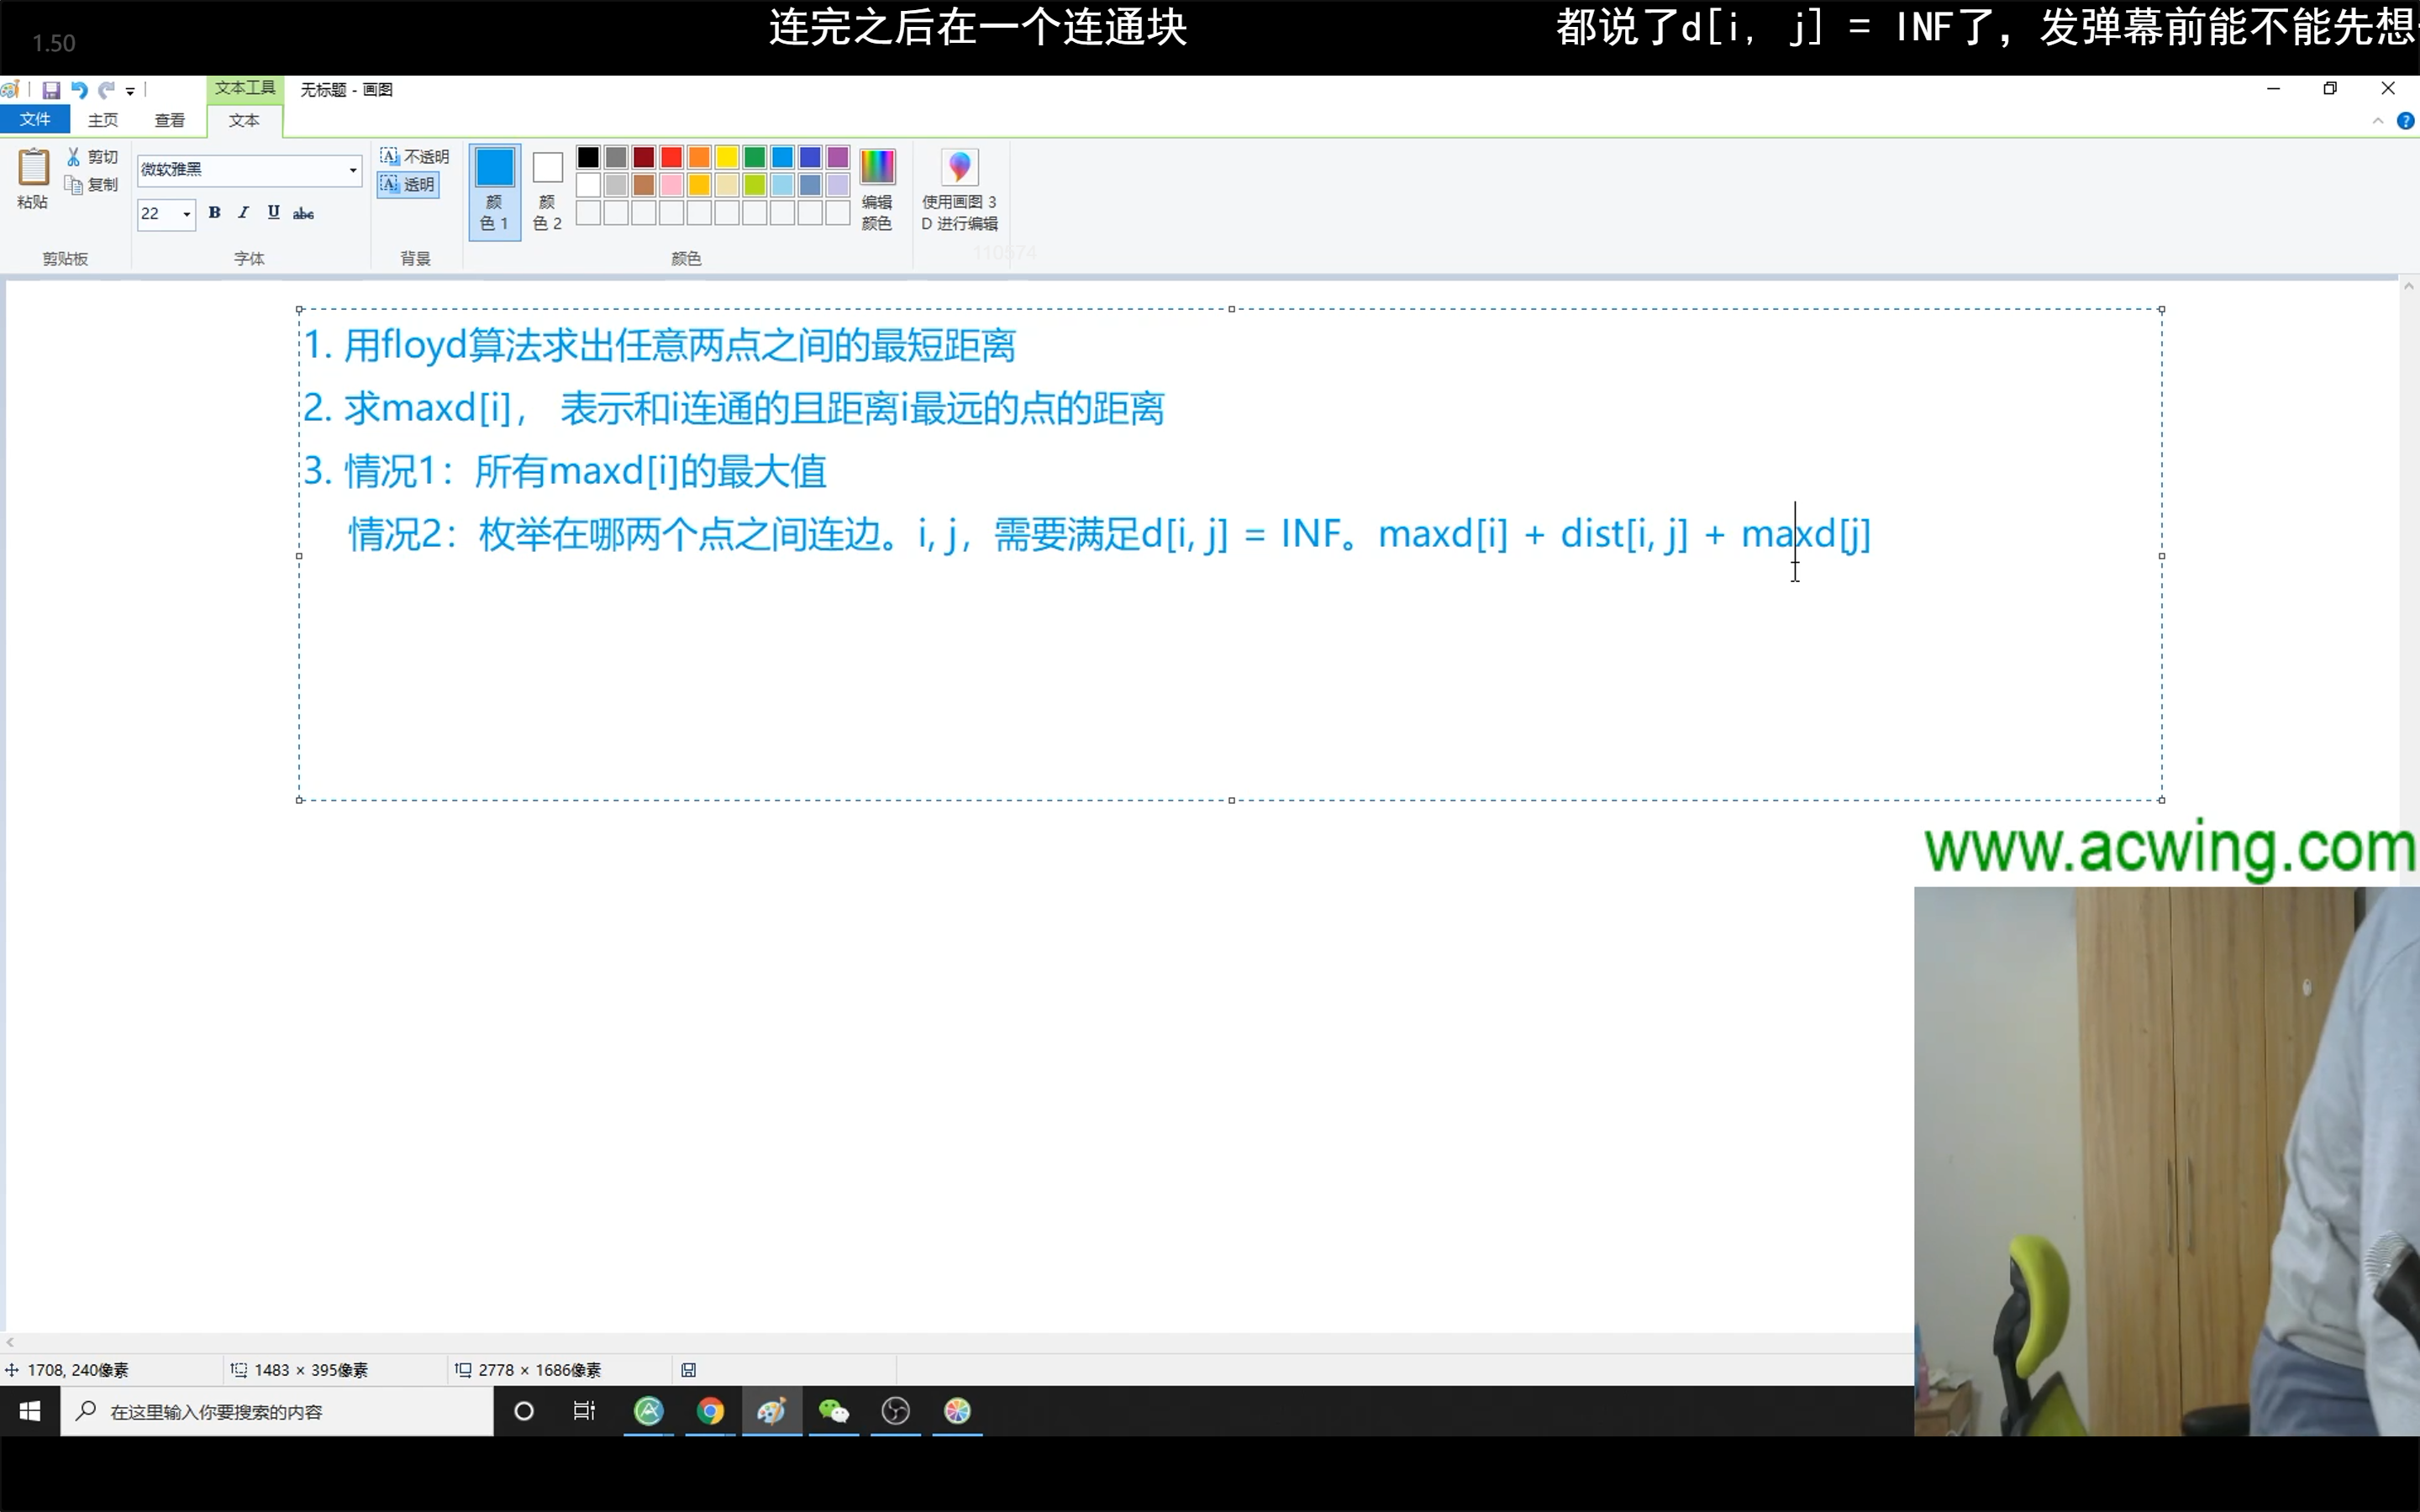 连完之后在一个连通块
都说了d[i, j] = INF了，发弹幕前能不能先想
1.50
文本工具
无标题 - 画图
文件
主页
查看
文本
粘贴
剪切
复制
剪贴板
微软雅黑
22
B I U abc
字体
不透明
透明
背景
颜色 1
颜色 2
编辑颜色
颜色
使用画图 3D 进行编辑
110574
1. 用floyd算法求出任意两点之间的最短距离
2. 求maxd[i]， 表示和i连通的且距离i最远的点的距离
3. 情况1：所有maxd[i]的最大值
情况2：枚举在哪两个点之间连边。i, j，需要满足d[i, j] = INF。maxd[i] + dist[i, j] + maxd[j]
www.acwing.com
1708, 240像素
1483 × 395像素
2778 × 1686像素
在这里输入你要搜索的内容